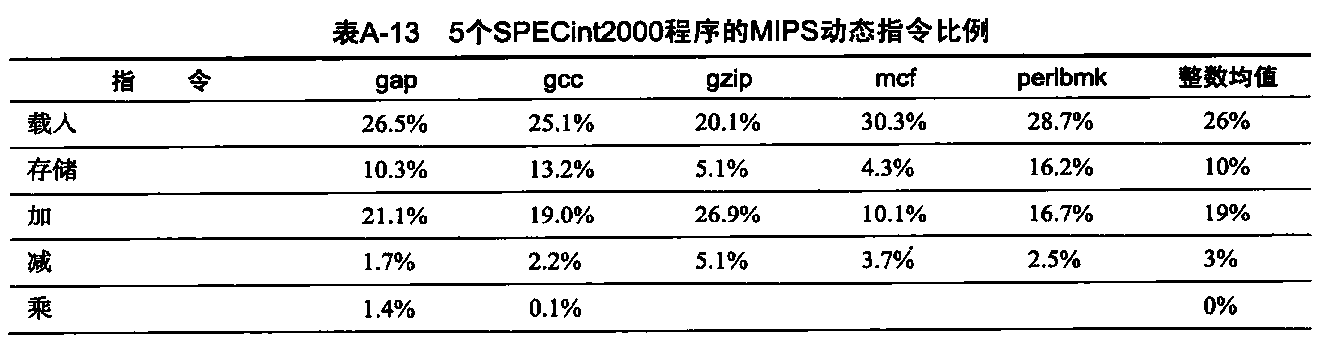 表A-13 5个SPECint2000程序的MIPS动态指令比例
指 令 gap gcc gzip mcf perlbmk 整数均值
载人 26.5% 25.1% 20.1% 30.3% 28.7% 26%
存储 10.3% 13.2% 5.1% 4.3% 16.2% 10%
加 21.1% 19.0% 26.9% 10.1% 16.7% 19%
减 1.7% 2.2% 5.1% 3.7% 2.5% 3%
乘 1.4% 0.1% 0%